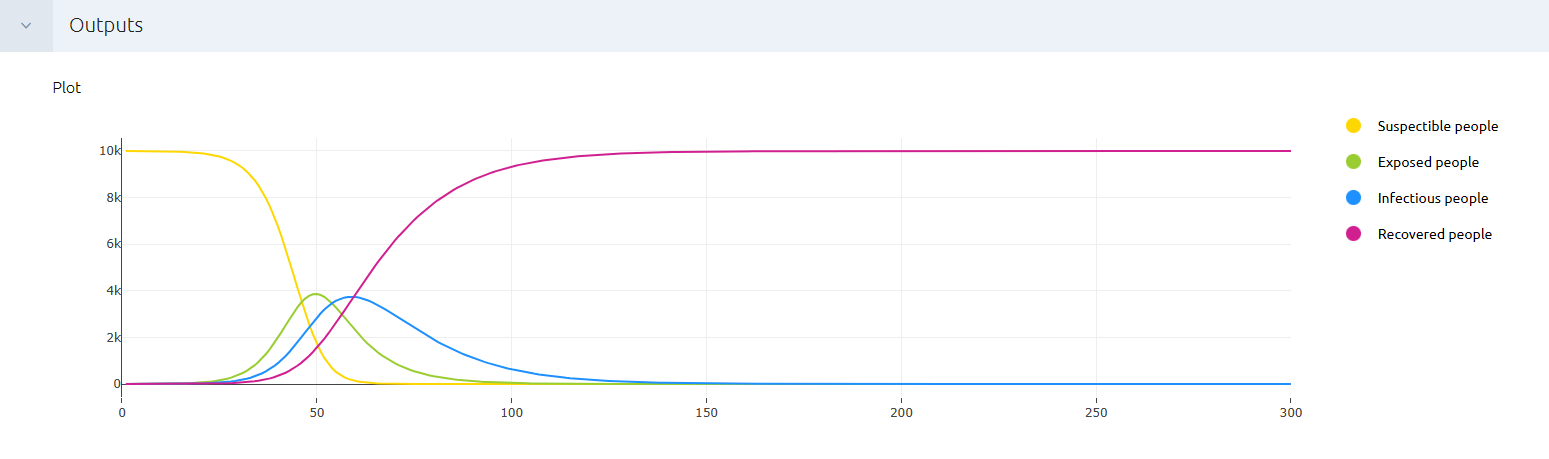 Outputs
Plot
Suspectible people
Exposed people
Infectious people
Recovered people
10k
8k
6k
4k
2k
0
0 50 100 150 200 250 300